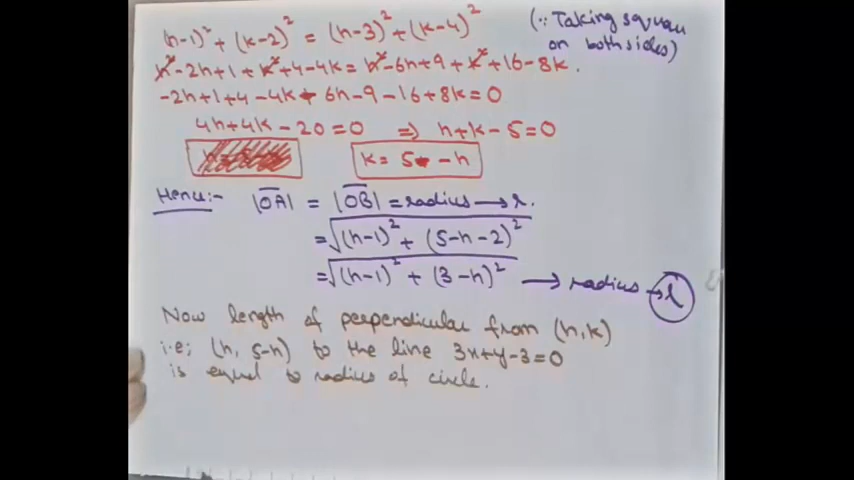 (h-1)² + (k-2)² = (h-3)² + (k-4)² (∵ Taking square
on both sides)
h²-2h+1 + k²+4-4k = h²-6h+9 + k²+16-8k.
-2h+1+4-4k+6h-9-16+8k=0
4h+4k-20=0 ⇒ h+k-5=0
k = 5 - h
Hence:- |OA| = |OB| = radius → r.
= √(h-1)² + (5-h-2)²
= √(h-1)² + (3-h)² → radius → r
Now length of perpendicular from (h,k)
i.e; (h, 5-h) to the line 3x+y-3=0
is equal to radius of circle.